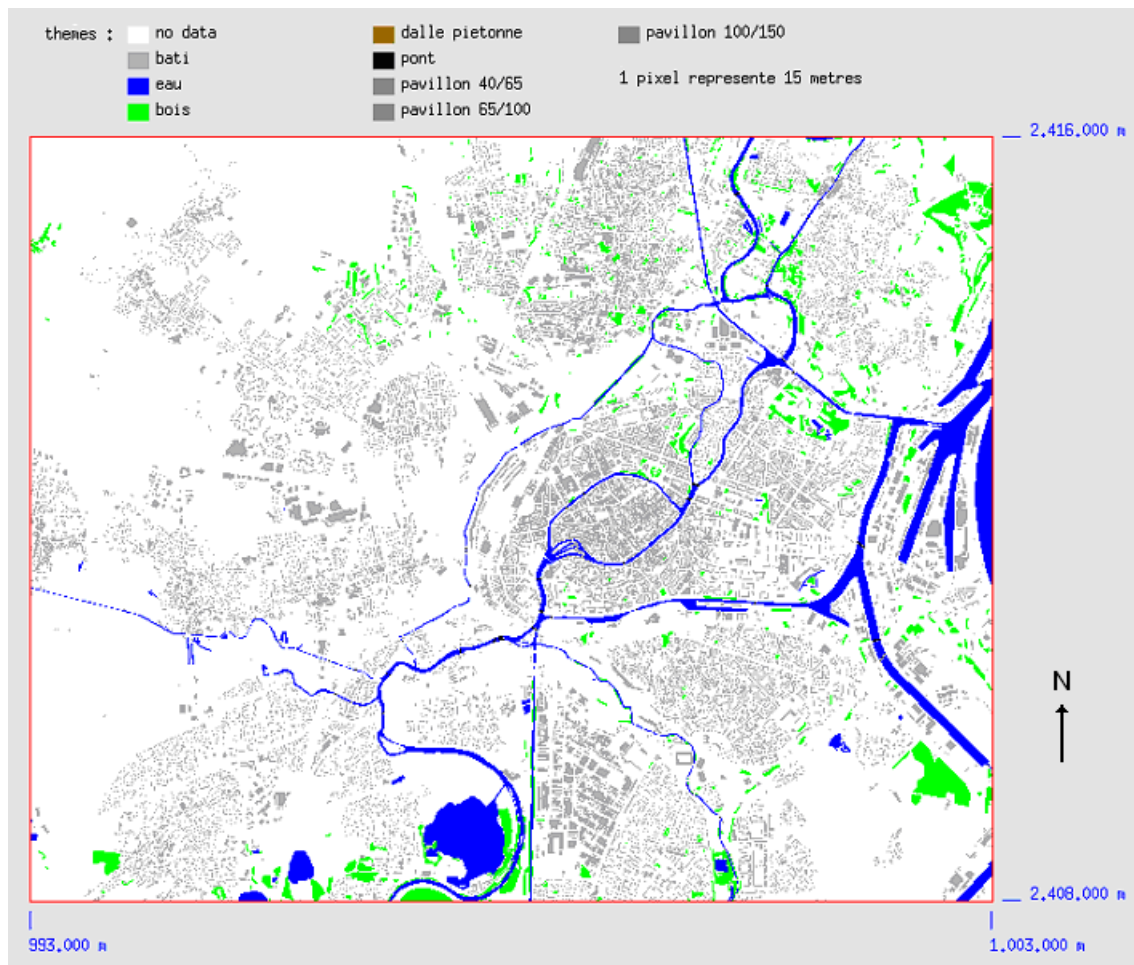 themes :
no data
bati
eau
bois
dalle pietonne
pont
pavillon 40/65
pavillon 65/100
pavillon 100/150
1 pixel represente 15 metres
2.416.000 m
N
2.408.000 m
993.000 m
1.003.000 m